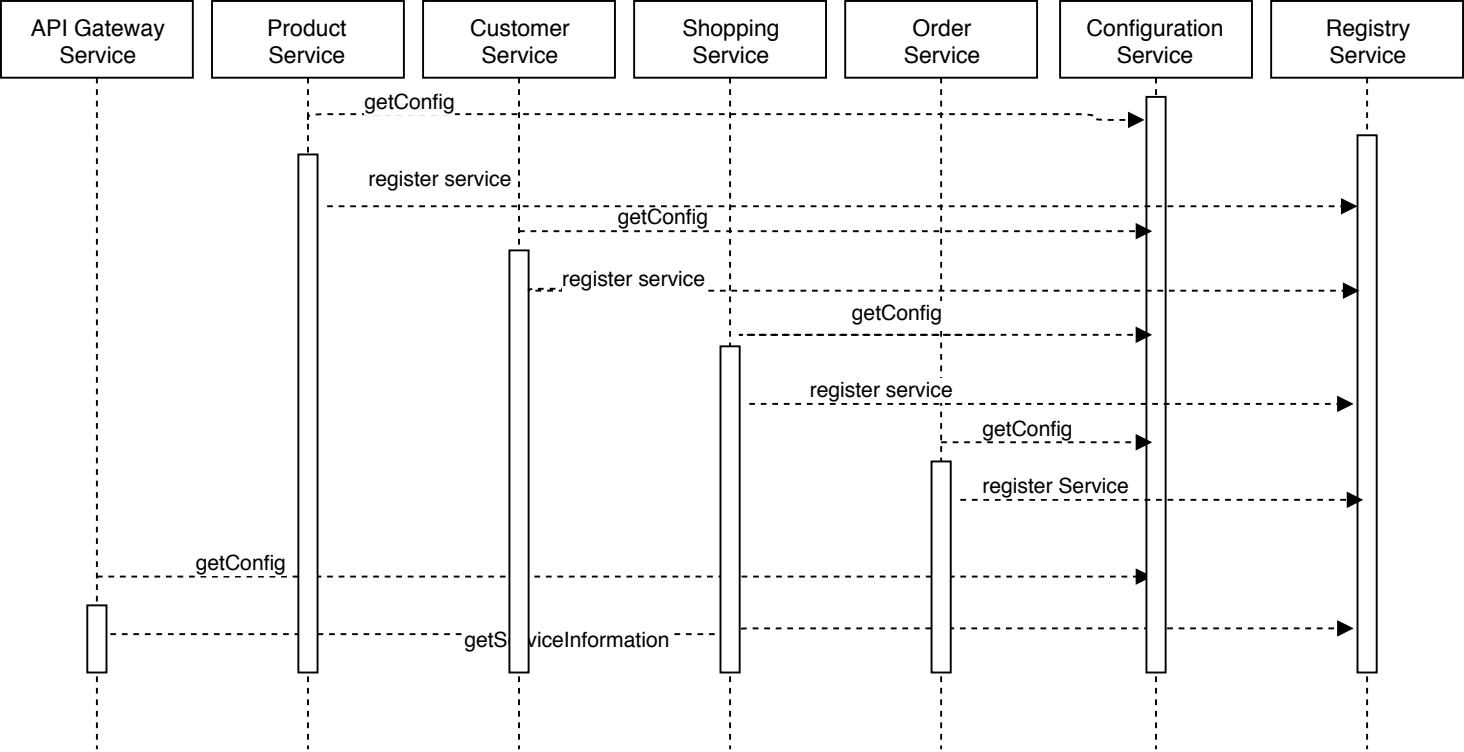 API Gateway
Service
Product
Service
Customer
Service
Shopping
Service
Order
Service
Configuration
Service
Registry
Service
getConfig
register service
getConfig
register service
getConfig
register service
getConfig
register Service
getConfig
getServiceInformation